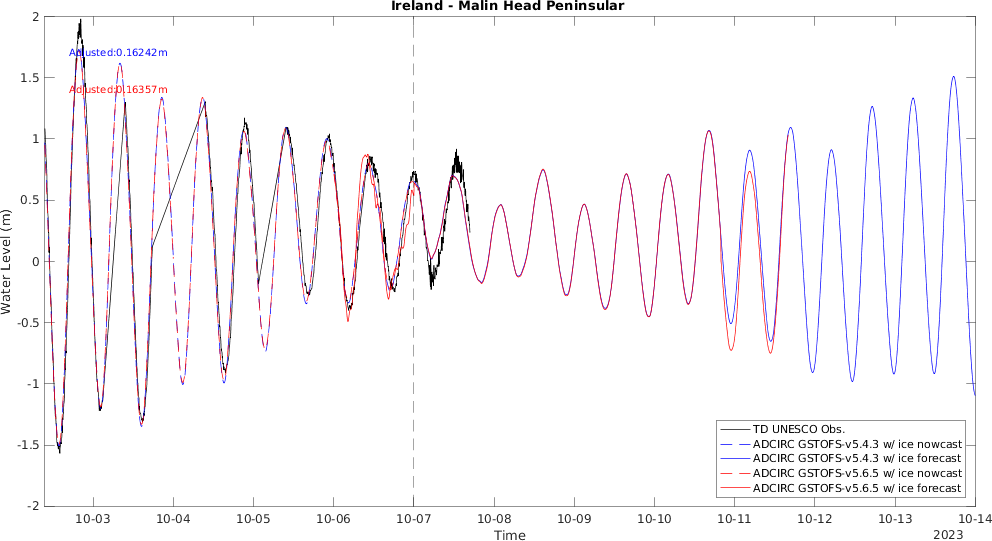 Ireland - Malin Head Peninsular
Adjusted:0.16242m
Adjusted:0.16357m
Water Level (m)
2
1.5
1
0.5
0
-0.5
-1
-1.5
-2
10-03 10-04 10-05 10-06 10-07 10-08 10-09 10-10 10-11 10-12 10-13 10-14
Time
2023
TD UNESCO Obs.
ADCIRC GSTOFS-v5.4.3 w/ ice nowcast
ADCIRC GSTOFS-v5.4.3 w/ ice forecast
ADCIRC GSTOFS-v5.6.5 w/ ice nowcast
ADCIRC GSTOFS-v5.6.5 w/ ice forecast